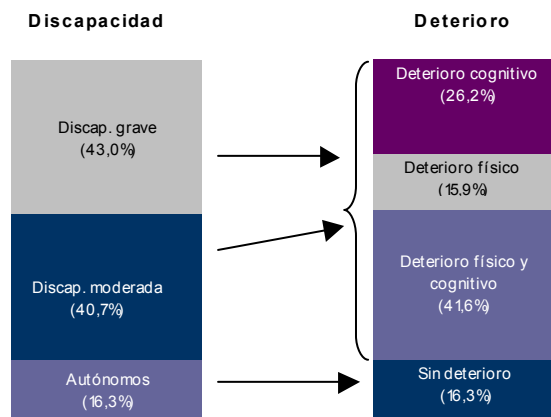 Discapacidad
Deterioro
Discap. grave
(43,0%)
Discap. moderada
(40,7%)
Autónomos
(16,3%)
Deterioro cognitivo
(26,2%)
Deterioro físico
(15,9%)
Deterioro físico y
cognitivo
(41,6%)
Sin deterioro
(16,3%)